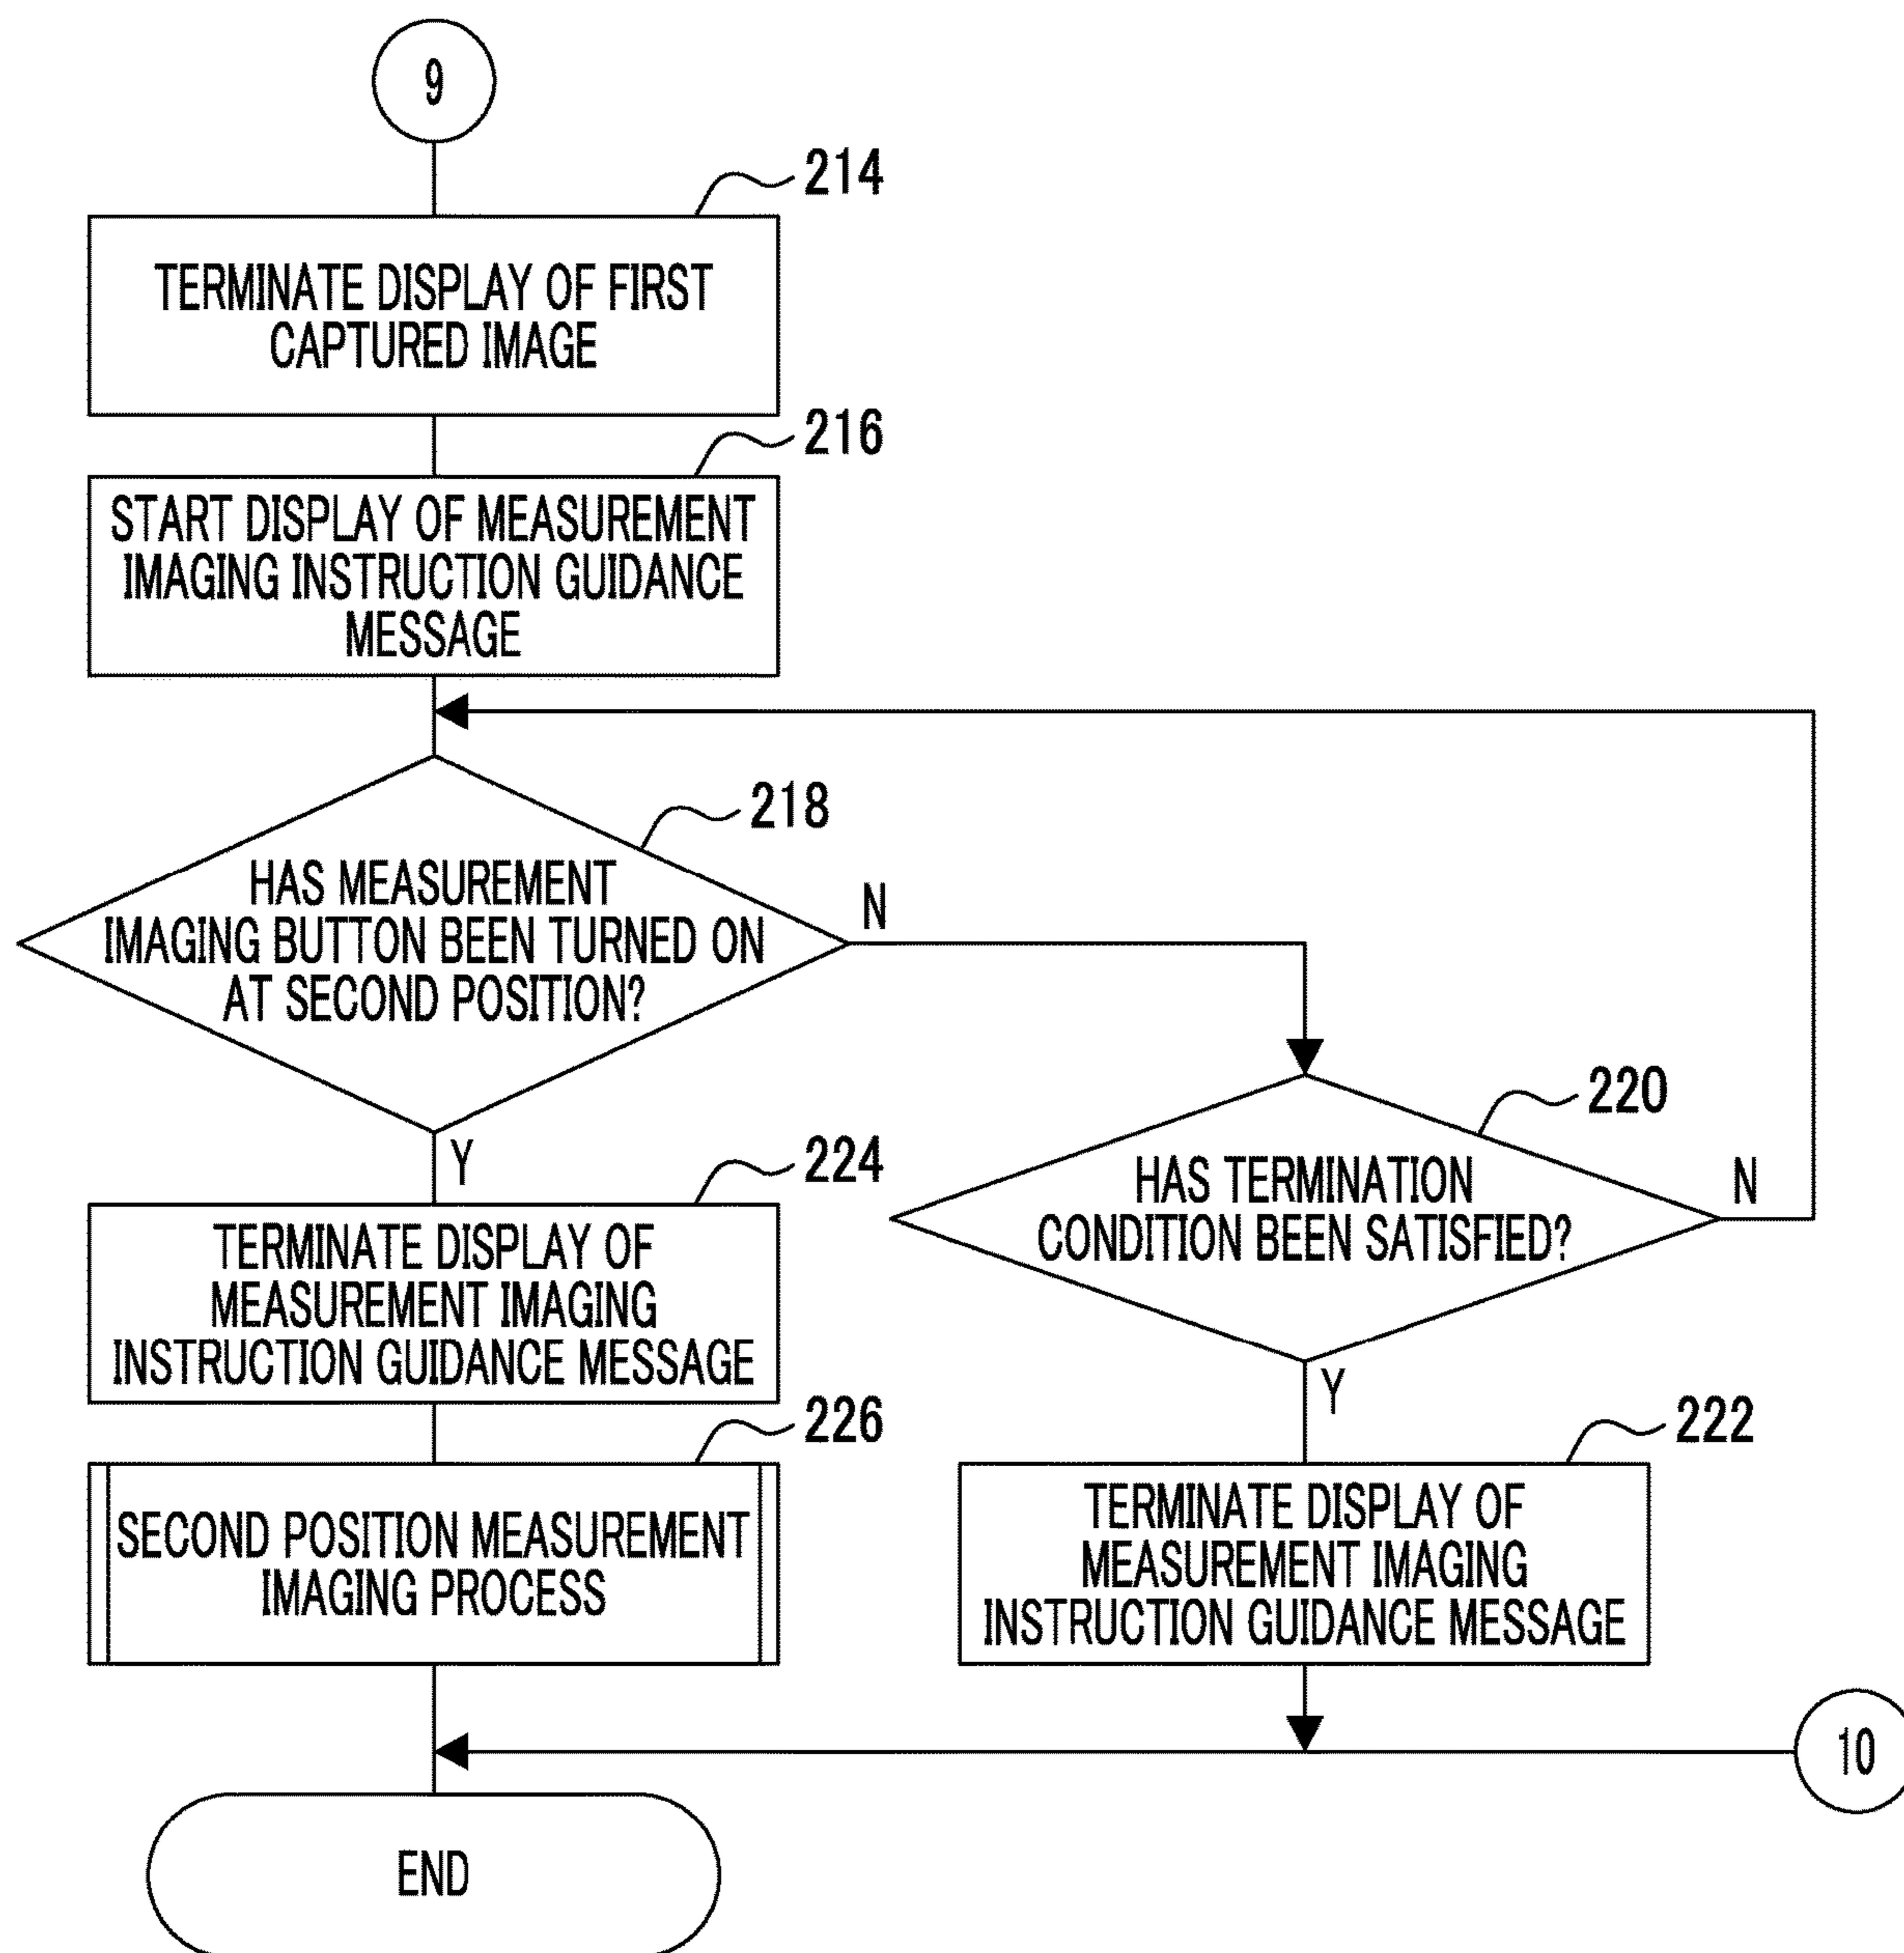 9
214
TERMINATE DISPLAY OF FIRST
CAPTURED IMAGE
216
START DISPLAY OF MEASUREMENT
IMAGING INSTRUCTION GUIDANCE
MESSAGE
218
HAS MEASUREMENT
IMAGING BUTTON BEEN TURNED ON
AT SECOND POSITION?
N
Y
220
HAS TERMINATION
CONDITION BEEN SATISFIED?
N
Y
224
TERMINATE DISPLAY OF
MEASUREMENT IMAGING
INSTRUCTION GUIDANCE MESSAGE
226
SECOND POSITION MEASUREMENT
IMAGING PROCESS
222
TERMINATE DISPLAY OF
MEASUREMENT IMAGING
INSTRUCTION GUIDANCE MESSAGE
10
END